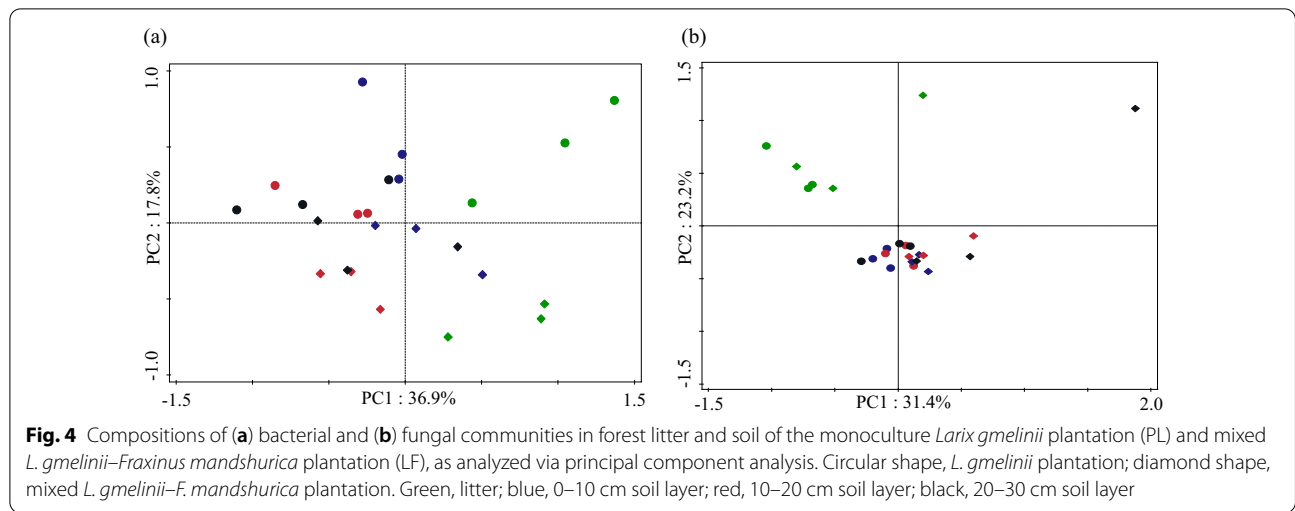 (a)
(b)
1.0
PC2 : 17.8%
-1.0
-1.5
PC1 : 36.9%
1.5
1.5
PC2 : 23.2%
-1.5
-1.5
PC1 : 31.4%
2.0
Fig. 4 Compositions of (a) bacterial and (b) fungal communities in forest litter and soil of the monoculture Larix gmelinii plantation (PL) and mixed
L. gmelinii–Fraxinus mandshurica plantation (LF), as analyzed via principal component analysis. Circular shape, L. gmelinii plantation; diamond shape,
mixed L. gmelinii–F. mandshurica plantation. Green, litter; blue, 0–10 cm soil layer; red, 10–20 cm soil layer; black, 20–30 cm soil layer